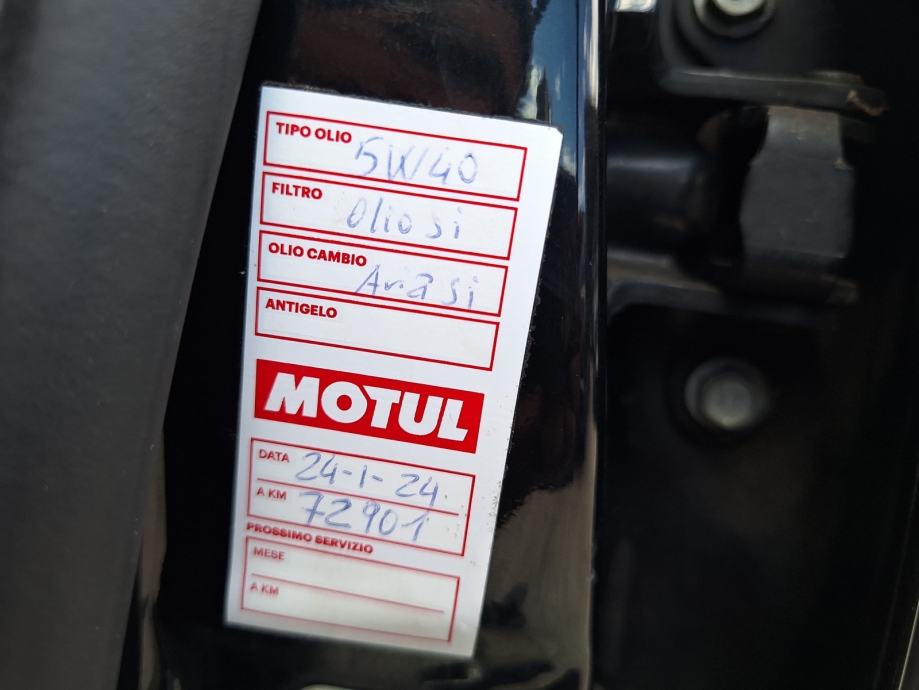 TIPO OLIO 5W40
FILTRO olio si
OLIO CAMBIO Aria si
ANTIGELO
MOTUL
DATA 24-1-24.
A KM 72901
PROSSIMO SERVIZIO
MESE
A KM